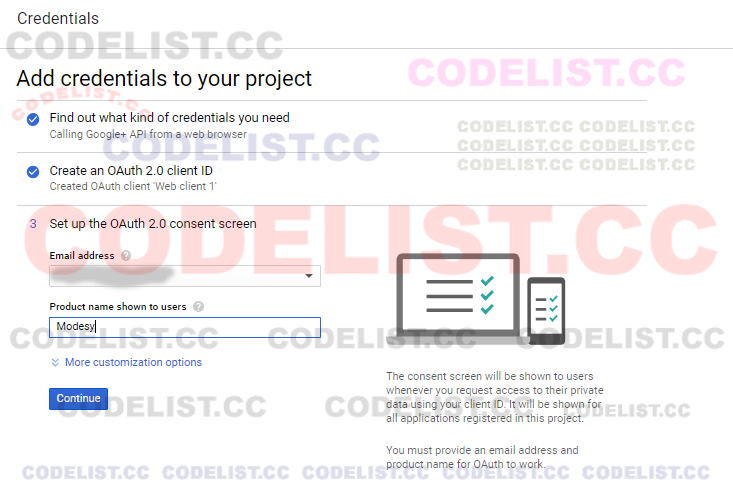 Credentials
CODELIST.CC
Add credentials to your project
CODELIST.CC
CODELIST.CC
Find out what kind of credentials you need
Calling Google+ API from a web browser
CODELIST.CC CODELIST.CC
CODELIST.CC CODELIST.CC
CODELIST.CC CODELIST.CC
CODELIST.CC
Create an OAuth 2.0 client ID
Created OAuth client 'Web client 1'
3 Set up the OAuth 2.0 consent screen
CODELIST.CC
Email address ?
Product name shown to users ?
Modesy
CODELIST.CC CODELIST.CC CODELIST.CC
More customization options
Continue
The consent screen will be shown to users
whenever you request access to their private
data using your client ID. It will be shown for
all applications registered in this project.
CODELIST.CC CODELIST.CC CODELIST.CC
You must provide an email address and
product name for OAuth to work.
CODELIST.CC CODELIST.CC CODELIST.CC CODELIST.CC CODELIST.CC